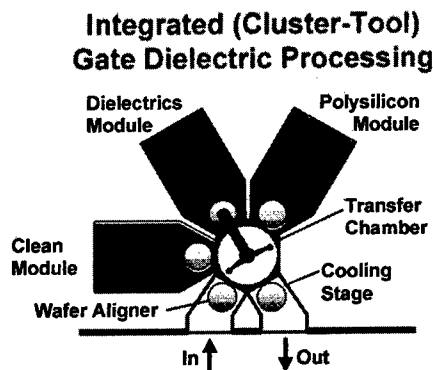 Integrated (Cluster-Tool)
Gate Dielectric Processing
Dielectrics
Module
Polysilicon
Module
Transfer
Chamber
Clean
Module
Cooling
Stage
Wafer Aligner
In
Out